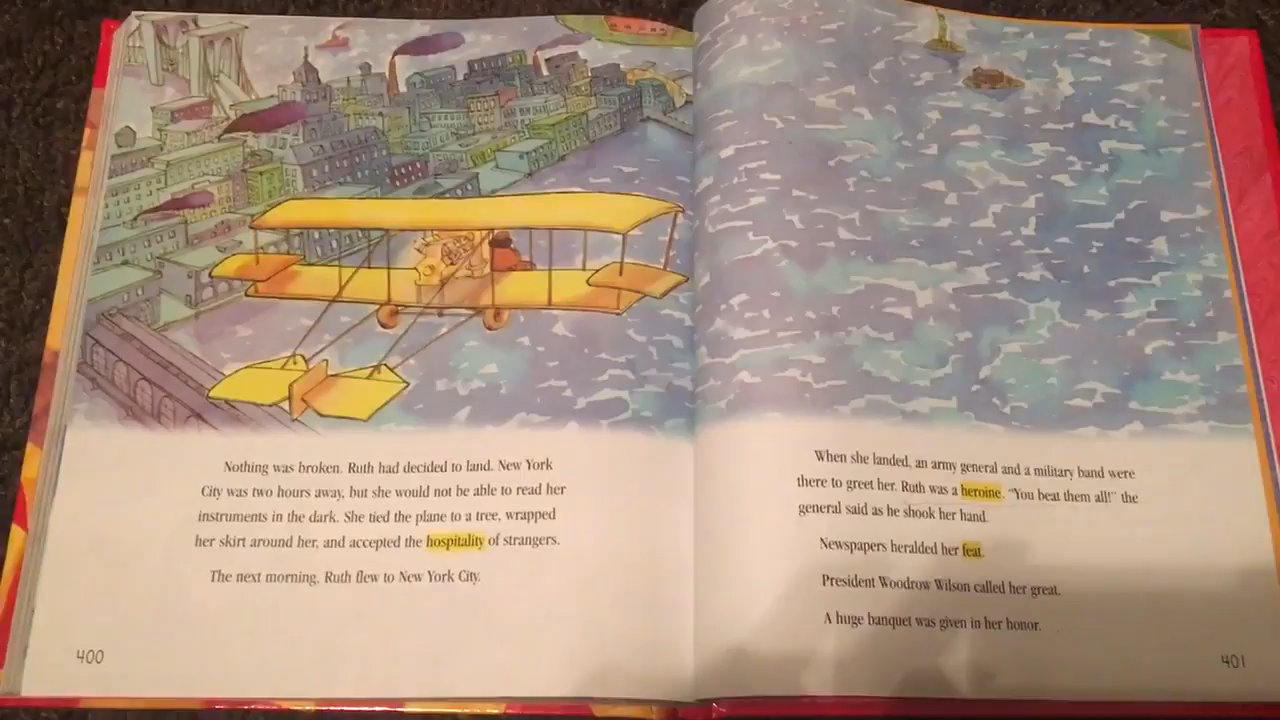 Nothing was broken. Ruth had decided to land. New York
City was two hours away, but she would not be able to read her
instruments in the dark. She tied the plane to a tree, wrapped
her skirt around her, and accepted the hospitality of strangers.
The next morning, Ruth flew to New York City.
400
When she landed, an army general and a military band were
there to greet her. Ruth was a heroine. "You beat them all!" the
general said as he shook her hand.
Newspapers heralded her feat.
President Woodrow Wilson called her great.
A huge banquet was given in her honor.
401